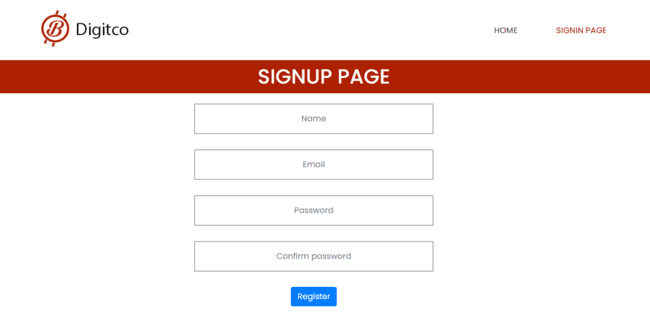 Digitco
HOME
SIGNIN PAGE
SIGNUP PAGE
Name
Email
Password
Confirm password
Register